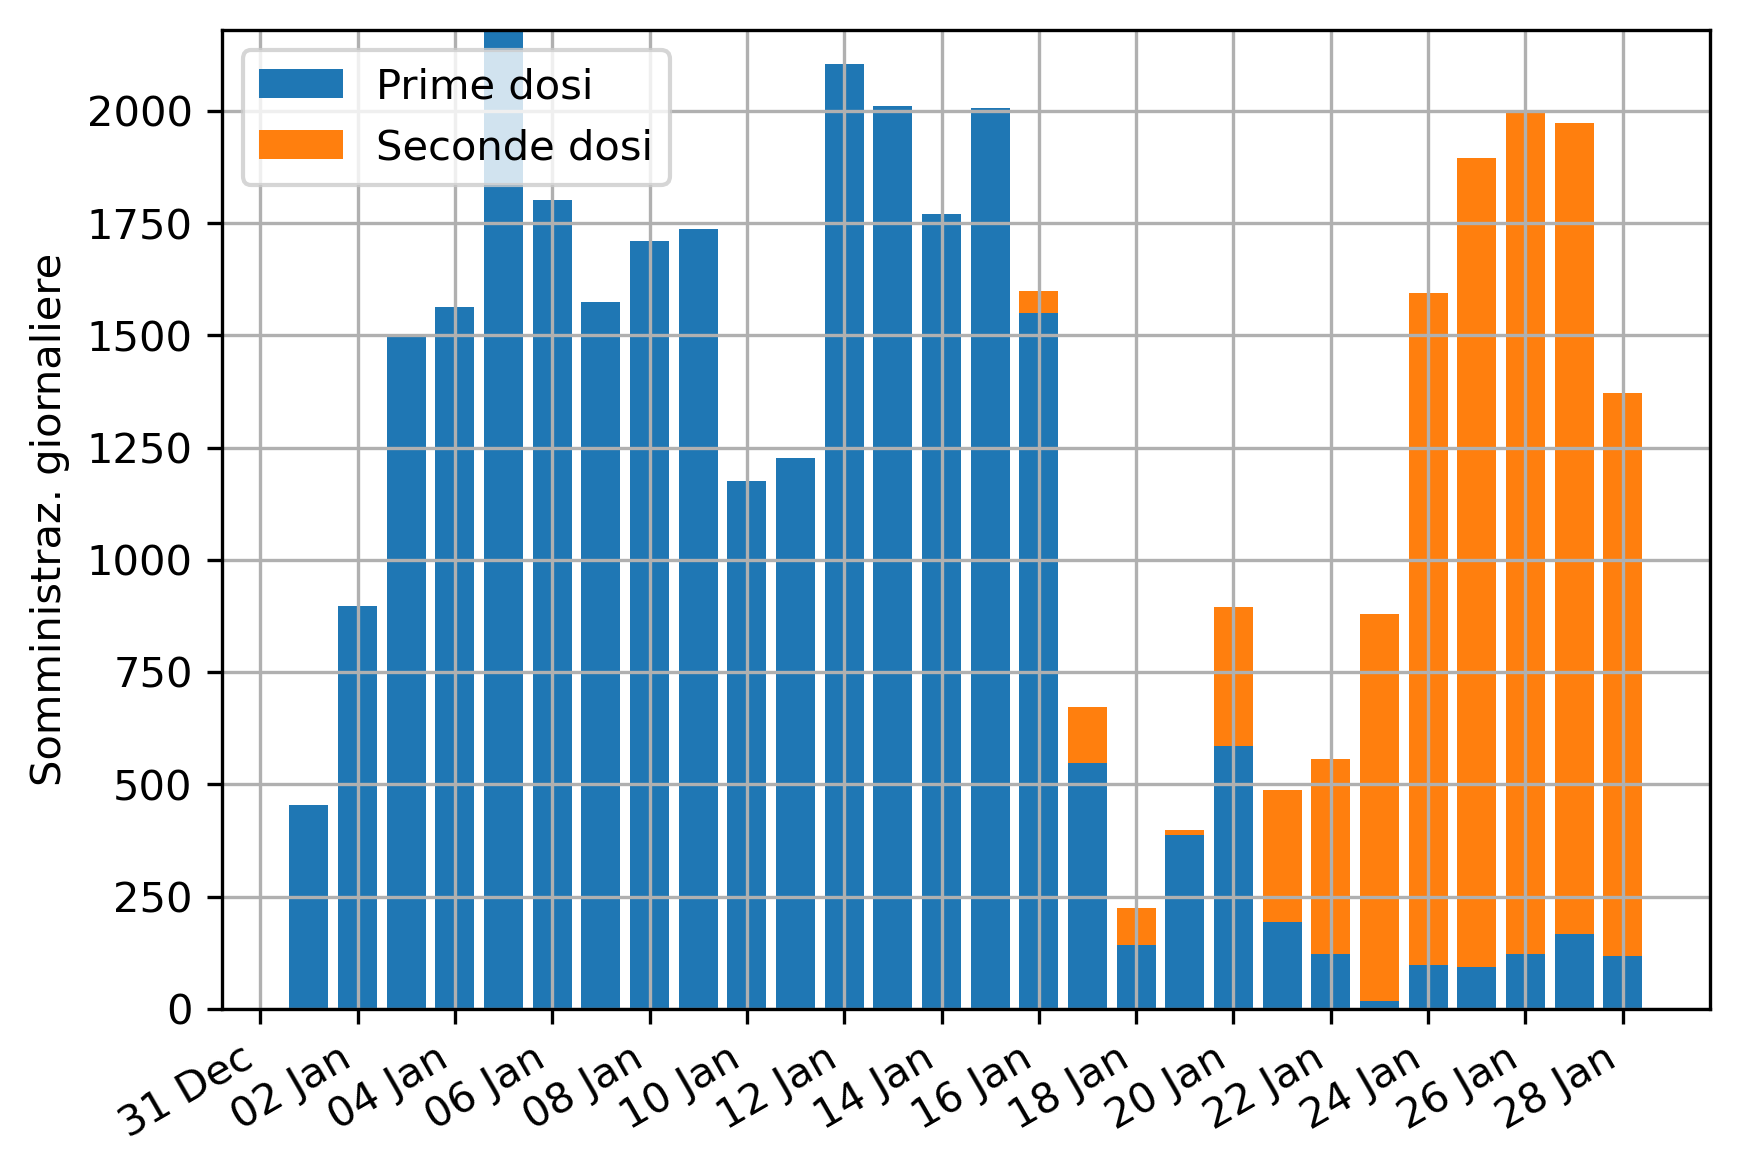 Prime dosi
Seconde dosi
Somministraz. giornaliere
2000
1750
1500
1250
1000
750
500
250
0
31 Dec
02 Jan
04 Jan
06 Jan
08 Jan
10 Jan
12 Jan
14 Jan
16 Jan
18 Jan
20 Jan
22 Jan
24 Jan
26 Jan
28 Jan